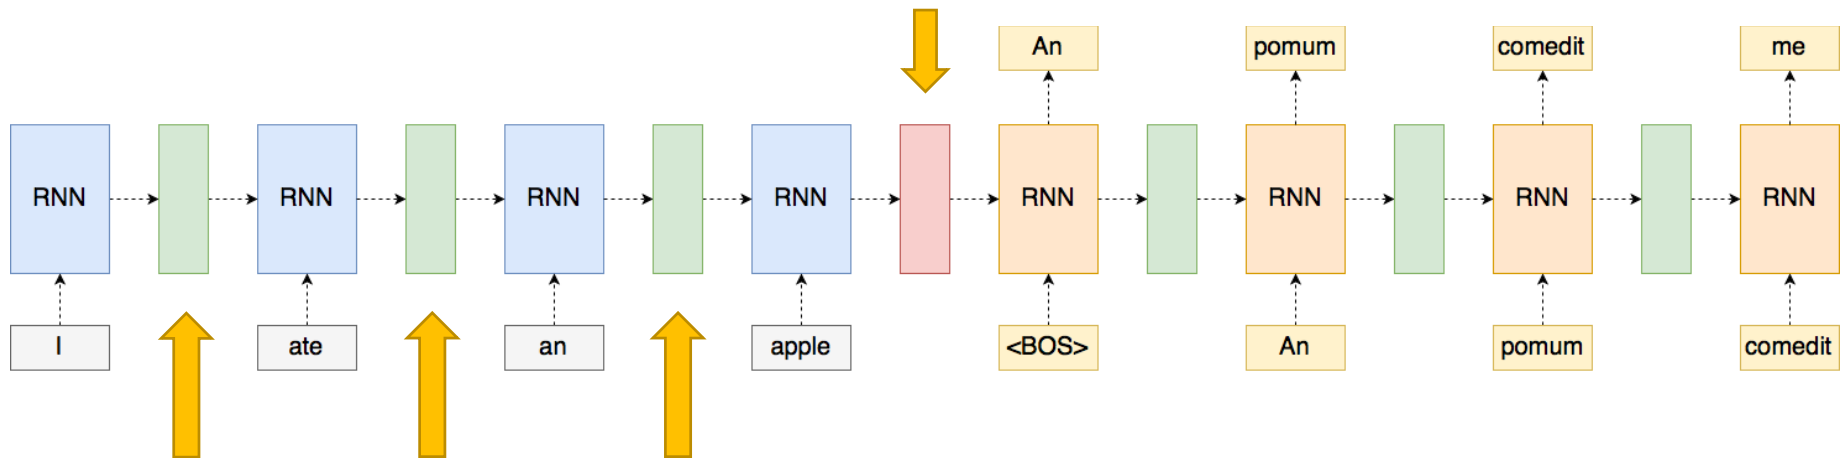 An
pomum
comedit
me
RNN
RNN
RNN
RNN
RNN
RNN
RNN
RNN
I
ate
an
apple
<BOS>
An
pomum
comedit